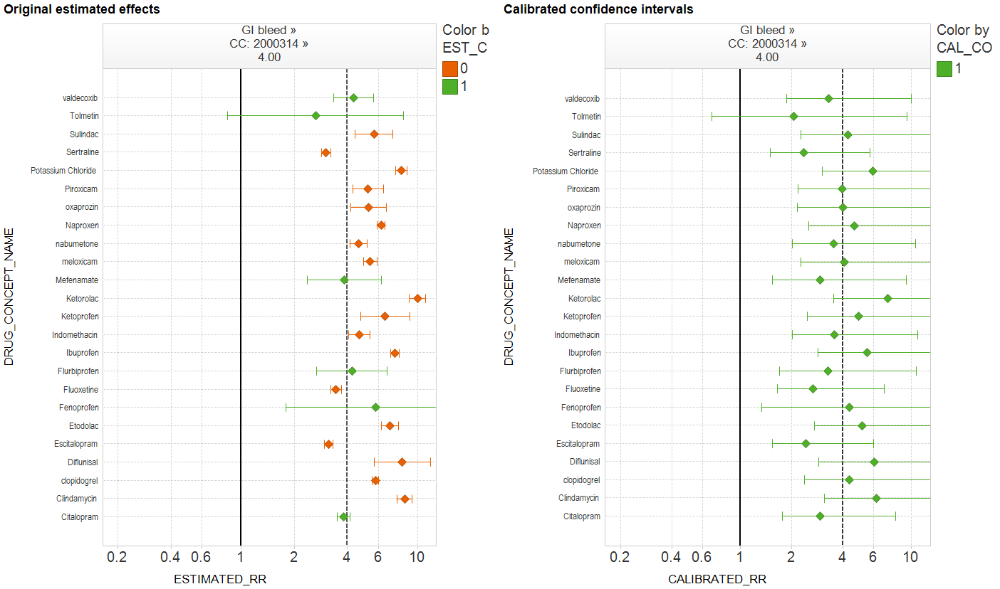 Original estimated effects
GI bleed »
CC: 2000314 »
4.00
Color b
EST_C
0
1
DRUG_CONCEPT_NAME
valdecoxib
Tolmetin
Sulindac
Sertraline
Potassium Chloride
Piroxicam
oxaprozin
Naproxen
nabumetone
meloxicam
Mefenamate
Ketorolac
Ketoprofen
Indomethacin
Ibuprofen
Flurbiprofen
Fluoxetine
Fenoprofen
Etodolac
Escitalopram
Diflunisal
clopidogrel
Clindamycin
Citalopram
0.2 0.4 0.6 1 2 4 6 10
ESTIMATED_RR
Calibrated confidence intervals
GI bleed »
CC: 2000314 »
4.00
Color by
CAL_CO
1
DRUG_CONCEPT_NAME
valdecoxib
Tolmetin
Sulindac
Sertraline
Potassium Chloride
Piroxicam
oxaprozin
Naproxen
nabumetone
meloxicam
Mefenamate
Ketorolac
Ketoprofen
Indomethacin
Ibuprofen
Flurbiprofen
Fluoxetine
Fenoprofen
Etodolac
Escitalopram
Diflunisal
clopidogrel
Clindamycin
Citalopram
0.2 0.4 0.6 1 2 4 6 10
CALIBRATED_RR